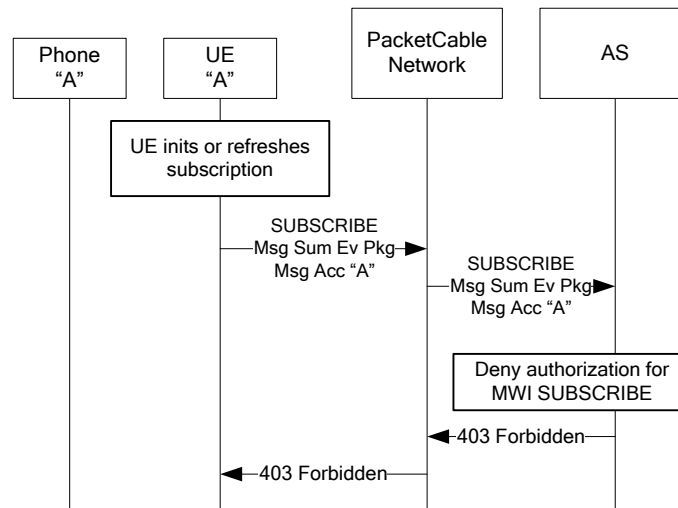 Phone
“A”
UE
“A”
PacketCable
Network
AS
UE inits or refreshes
subscription
SUBSCRIBE
Msg Sum Ev Pkg
Msg Acc “A”
SUBSCRIBE
Msg Sum Ev Pkg
Msg Acc “A”
Deny authorization for
MWI SUBSCRIBE
403 Forbidden
403 Forbidden